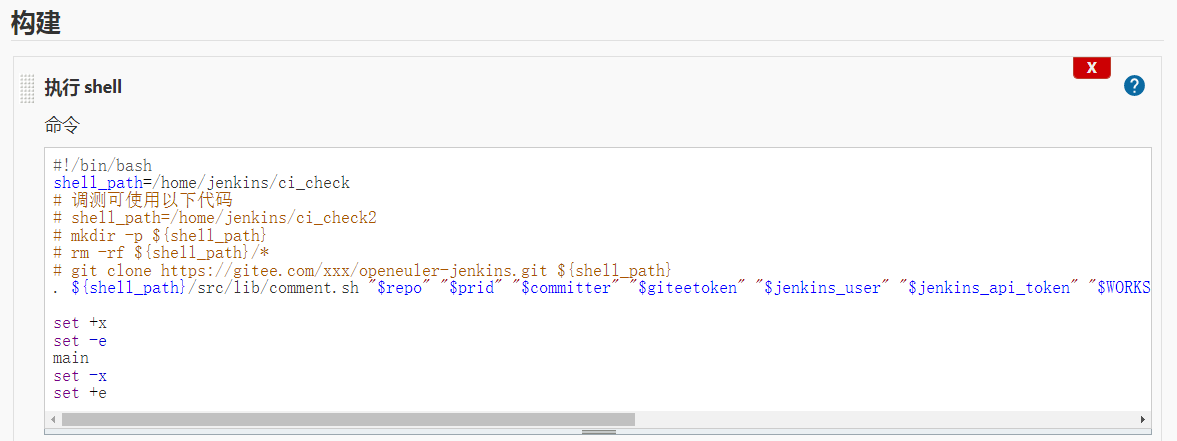 构建
X
执行 shell
?
命令
#!/bin/bash
shell_path=/home/jenkins/ci_check
# 调测可使用以下代码
# shell_path=/home/jenkins/ci_check2
# mkdir -p ${shell_path}
# rm -rf ${shell_path}/*
# git clone https://gitee.com/xxx/openeuler-jenkins.git ${shell_path}
. ${shell_path}/src/lib/comment.sh "$repo" "$prid" "$committer" "$giteetoken" "$jenkins_user" "$jenkins_api_token" "$WORKS
set +x
set -e
main
set -x
set +e